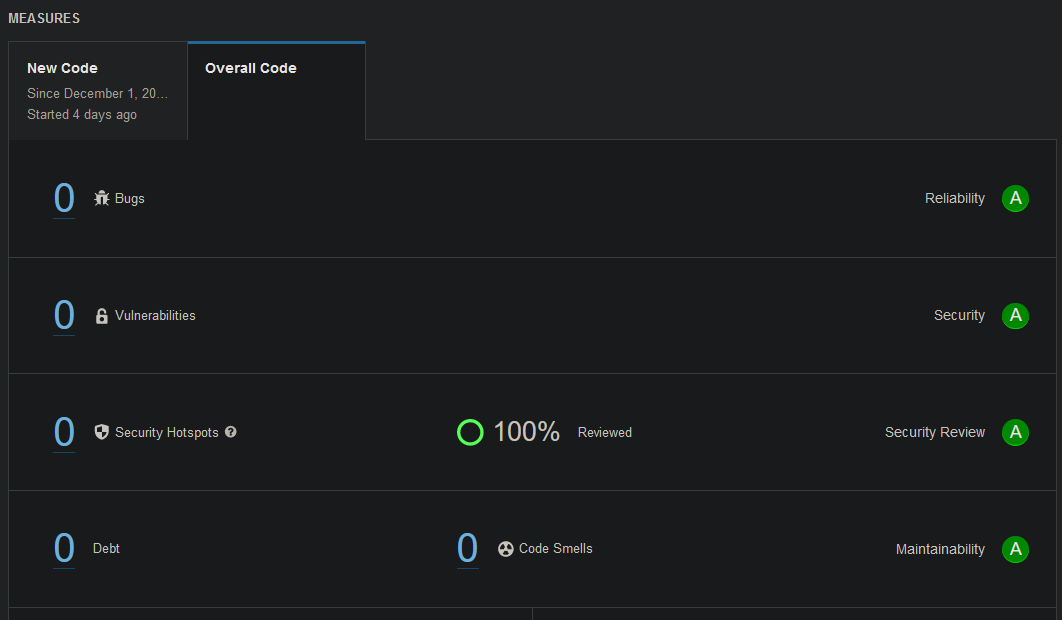 MEASURES
New Code
Since December 1, 20...
Started 4 days ago
Overall Code
0 Bugs Reliability A
0 Vulnerabilities Security A
0 Security Hotspots ? 100% Reviewed Security Review A
0 Debt 0 Code Smells Maintainability A